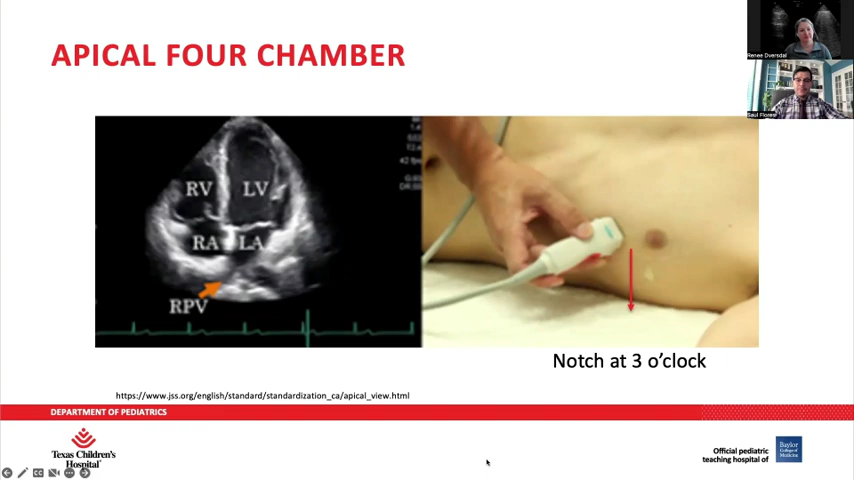 APICAL FOUR CHAMBER
Renee Dversdal
Saul Flores
RV
LV
RA
LA
RPV
Notch at 3 o'clock
https://www.jss.org/english/standard/standardization_ca/apical_view.html
DEPARTMENT OF PEDIATRICS
Texas Children's
Hospital
Official pediatric
teaching hospital of
Baylor
College of
Medicine
CC